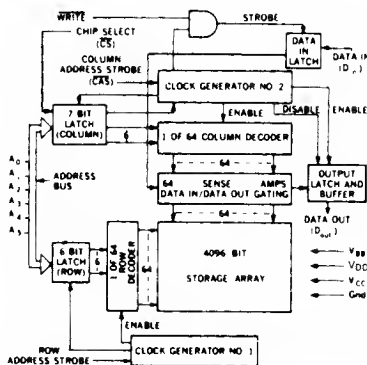 WRITE
STROBE
CHIP SELECT
(CS)
DATA IN
LATCH
DATA IN
(D in)
COLUMN
ADDRESS STROBE
(CAS)
CLOCK GENERATOR NO 2
ENABLE
DISABLE
ENABLE
7 BIT
LATCH
(COLUMN)
6
1 OF 64 COLUMN DECODER
64
A0
A1
A2
A3
A4
A5
ADDRESS
BUS
64 SENSE AMPS
DATA IN/DATA OUT GATING
OUTPUT
LATCH AND
BUFFER
64
DATA OUT
(Dout)
6 BIT
LATCH
(ROW)
6
1 OF 64
ROW
DECODER
64
4096 BIT
STORAGE ARRAY
VBB
VDD
VCC
Gnd
ENABLE
ROW
ADDRESS STROBE
CLOCK GENERATOR NO 1